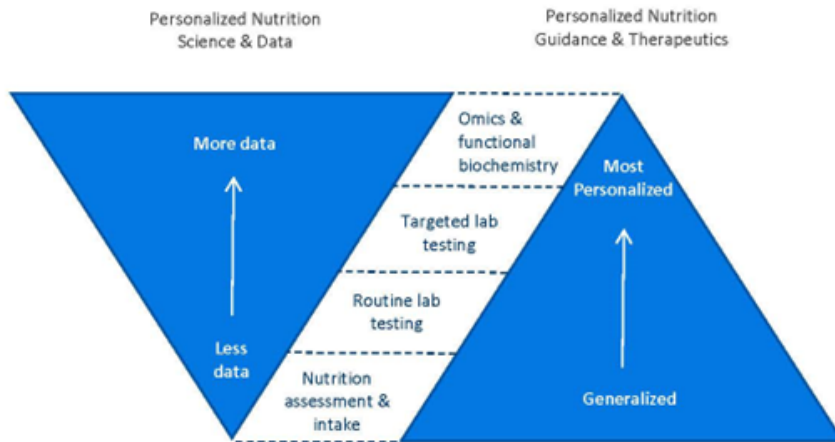 Personalized Nutrition
Science & Data
Personalized Nutrition
Guidance & Therapeutics
More data
Less
data
Omics &
functional
biochemistry
Targeted lab
testing
Routine lab
testing
Nutrition
assessment &
intake
Most
Personalized
Generalized